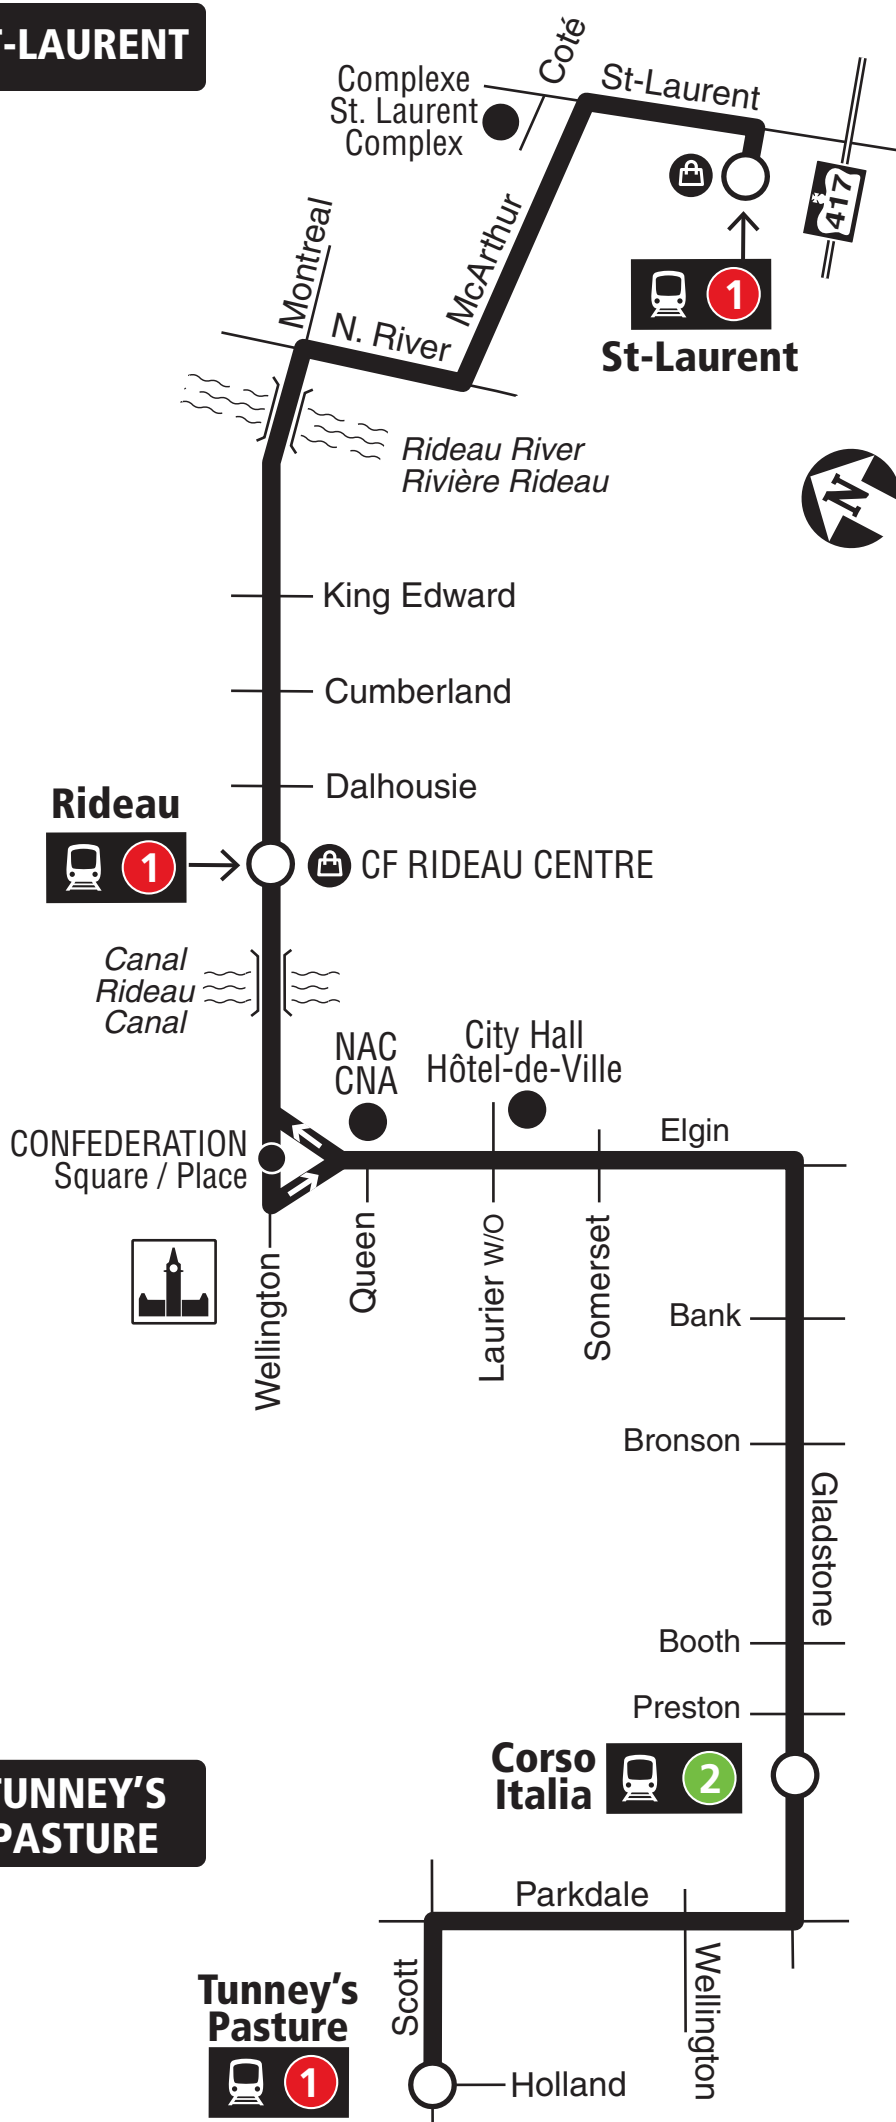 T-LAURENT
Coté
St-Laurent
Complexe
St. Laurent
Complex
417
McArthur
Montreal
N. River
1
St-Laurent
Rideau River
Rivière Rideau
N
King Edward
Cumberland
Dalhousie
Rideau
1
CF RIDEAU CENTRE
Canal
Rideau
Canal
NAC
CNA
City Hall
Hôtel-de-Ville
Elgin
CONFEDERATION
Square / Place
Wellington
Queen
Laurier W/O
Somerset
Bank
Bronson
Gladstone
Booth
Preston
Corso
Italia
2
TUNNEY’S
PASTURE
Parkdale
Scott
Wellington
Tunney’s
Pasture
1
Holland